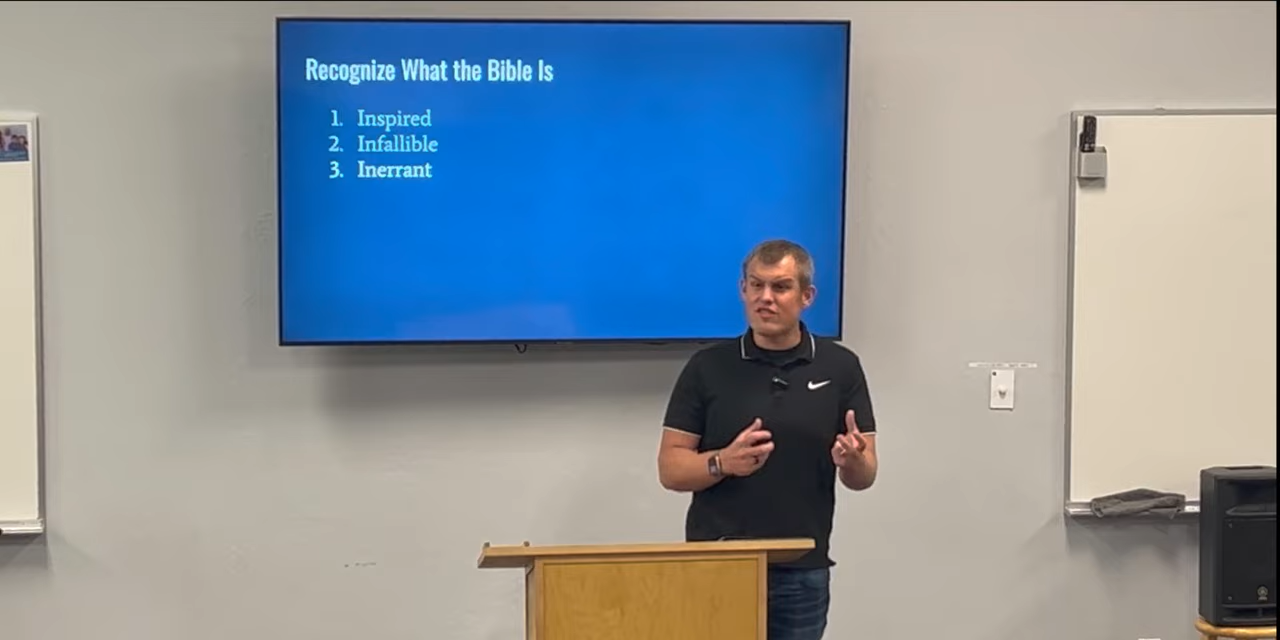 Recognize What the Bible Is
1. Inspired
2. Infallible
3. Inerrant